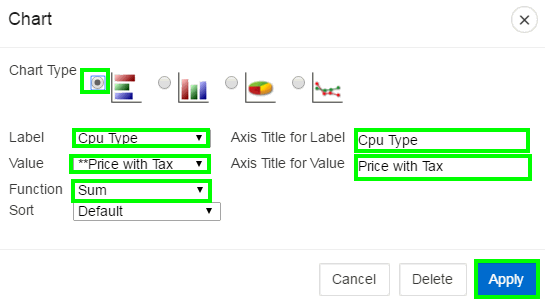 Chart
Chart Type
Label Cpu Type Axis Title for Label Cpu Type
Value **Price with Tax Axis Title for Value Price with Tax
Function Sum
Sort Default
Cancel Delete Apply